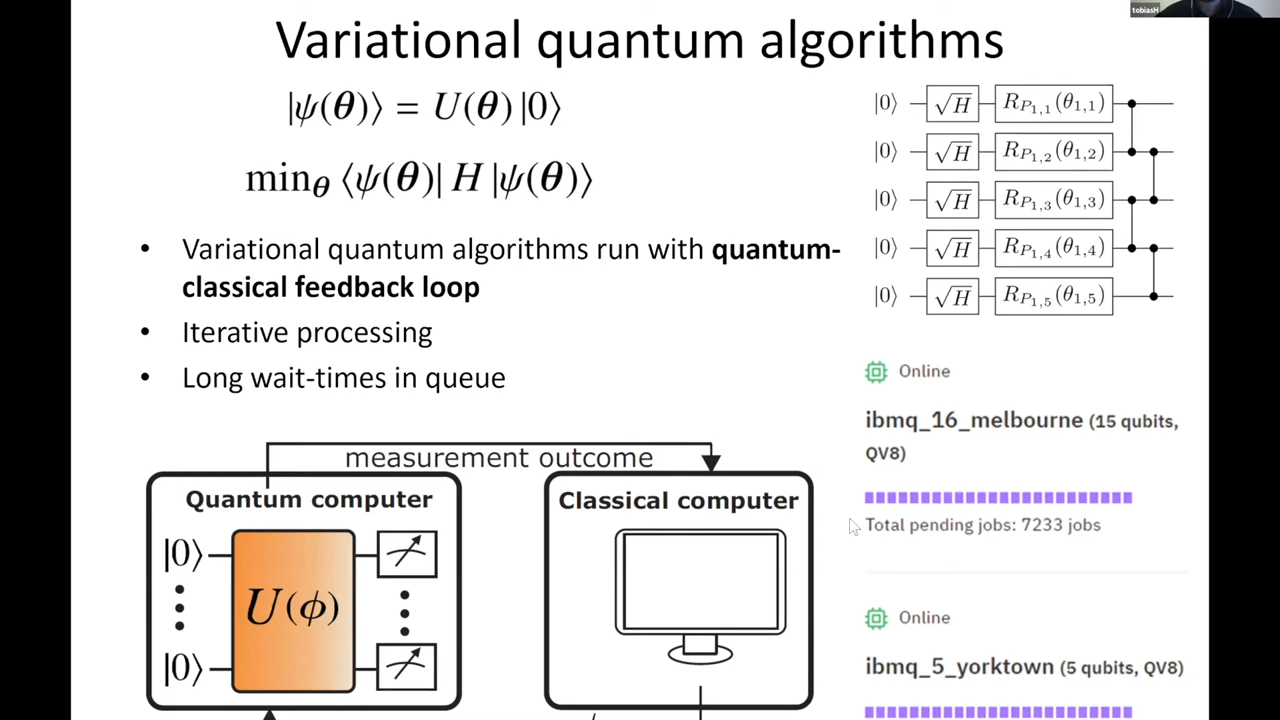 tobiasH
Variational quantum algorithms
|ψ(θ)⟩ = U(θ) |0⟩
min_θ ⟨ψ(θ)| H |ψ(θ)⟩
• Variational quantum algorithms run with quantum-
classical feedback loop
• Iterative processing
• Long wait-times in queue
|0⟩ √H R_{P_{1,1}}(θ_{1,1})
|0⟩ √H R_{P_{1,2}}(θ_{1,2})
|0⟩ √H R_{P_{1,3}}(θ_{1,3})
|0⟩ √H R_{P_{1,4}}(θ_{1,4})
|0⟩ √H R_{P_{1,5}}(θ_{1,5})
measurement outcome
Quantum computer
|0⟩
U(ϕ)
|0⟩
Classical computer
Online
ibmq_16_melbourne (15 qubits,
QV8)
Total pending jobs: 7233 jobs
Online
ibmq_5_yorktown (5 qubits, QV8)